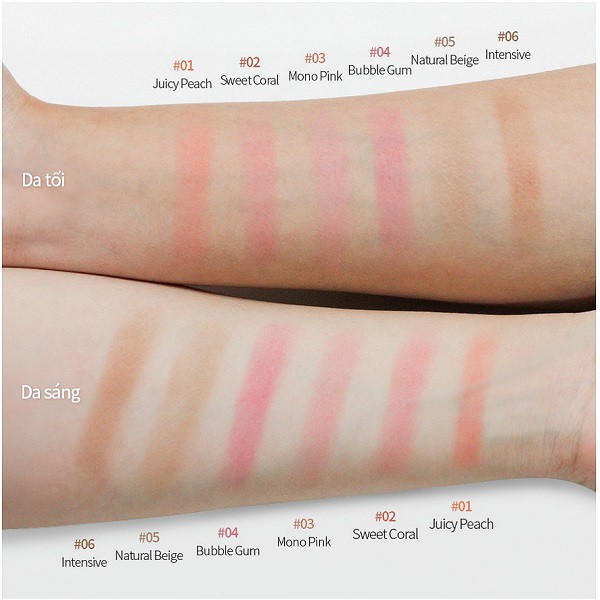 #01
Juicy Peach
#02
Sweet Coral
#03
Mono Pink
#04
Bubble Gum
#05
Natural Beige
#06
Intensive
Da tối
Da sáng
#06
Intensive
#05
Natural Beige
#04
Bubble Gum
#03
Mono Pink
#02
Sweet Coral
#01
Juicy Peach